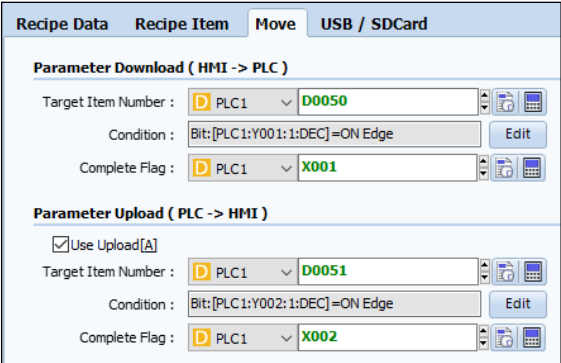 Recipe Data Recipe Item Move USB / SDCard
Parameter Download ( HMI -> PLC )
Target Item Number : D PLC1 D0050
Condition : Bit:[PLC1:Y001:1:DEC]=ON Edge Edit
Complete Flag : D PLC1 X001
Parameter Upload ( PLC -> HMI )
Use Upload[A]
Target Item Number : D PLC1 D0051
Condition : Bit:[PLC1:Y002:1:DEC]=ON Edge Edit
Complete Flag : D PLC1 X002